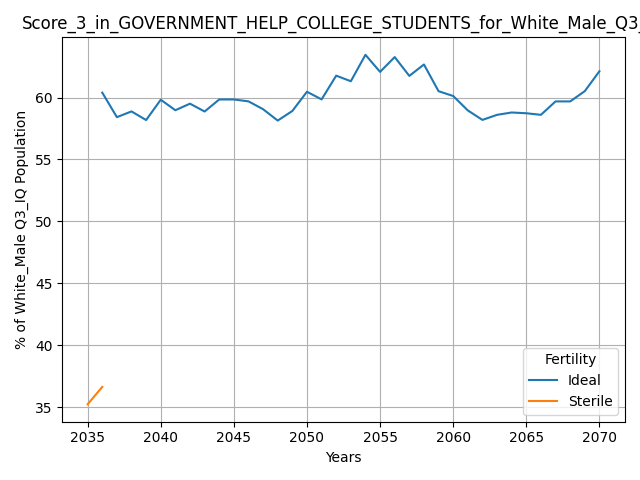 Score_3_in_GOVERNMENT_HELP_COLLEGE_STUDENTS_for_White_Male_Q3_
% of White_Male Q3_IQ Population
60
55
50
45
40
35
2035 2040 2045 2050 2055 2060 2065 2070
Years
Fertility
Ideal
Sterile